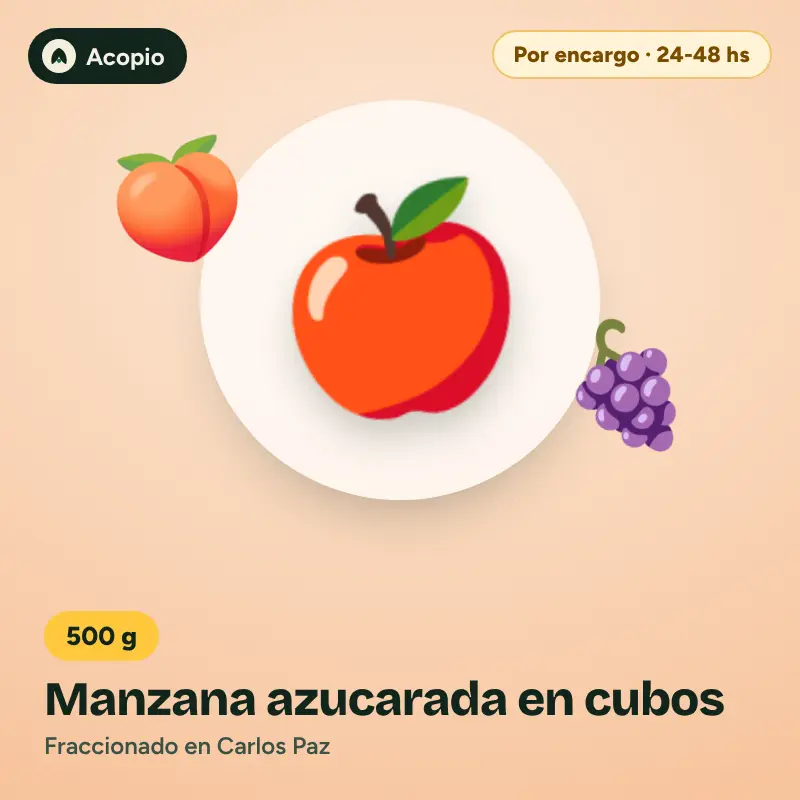 Acopio
Por encargo · 24-48 hs
500 g
Manzana azucarada en cubos
Fraccionado en Carlos Paz